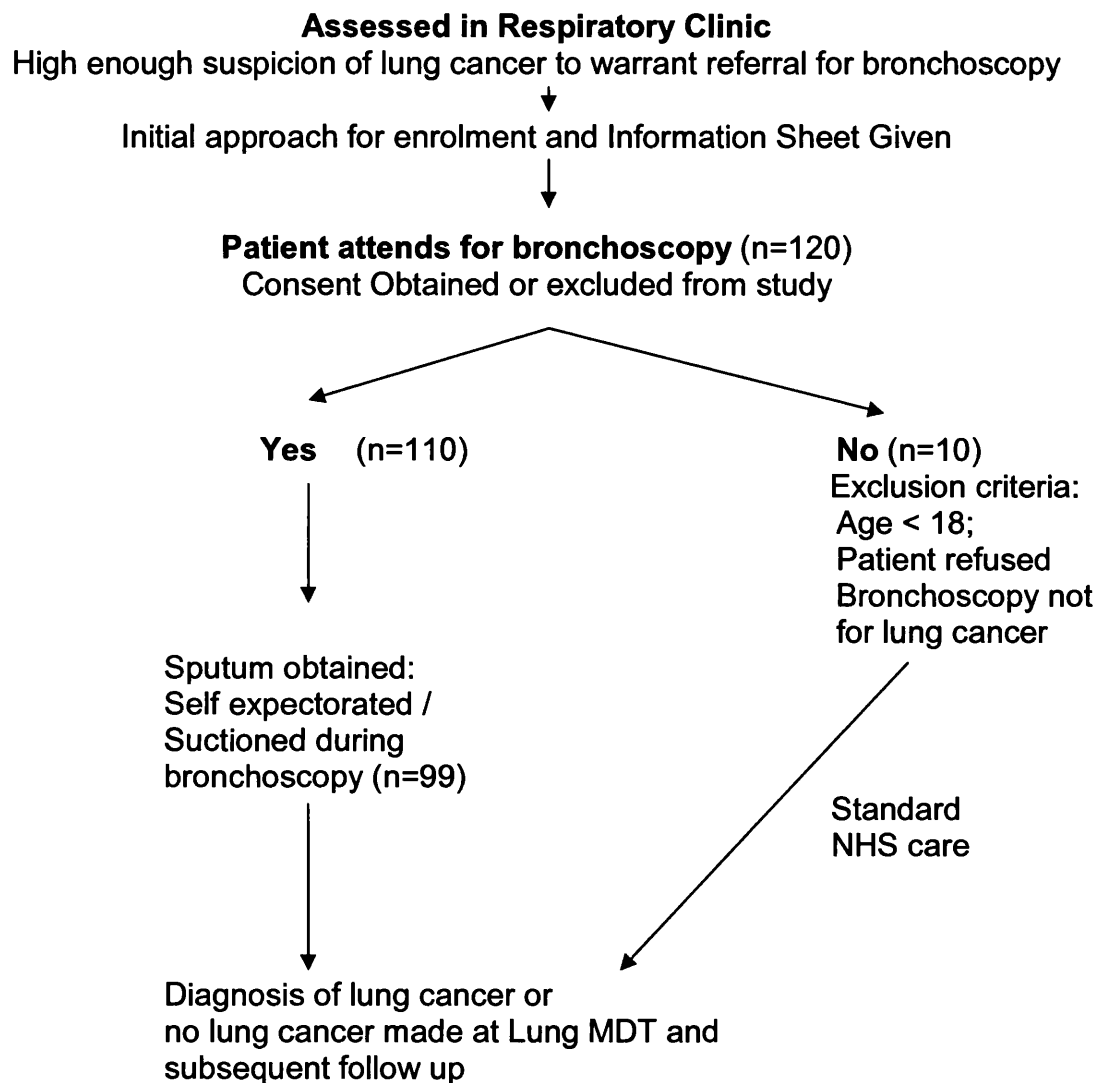 Assessed in Respiratory Clinic
High enough suspicion of lung cancer to warrant referral for bronchoscopy
Initial approach for enrolment and Information Sheet Given
Patient attends for bronchoscopy (n=120)
Consent Obtained or excluded from study
Yes (n=110)
No (n=10)
Exclusion criteria:
Age < 18;
Patient refused
Bronchoscopy not
for lung cancer
Sputum obtained:
Self expectorated /
Suctioned during
bronchoscopy (n=99)
Standard
NHS care
Diagnosis of lung cancer or
no lung cancer made at Lung MDT and
subsequent follow up